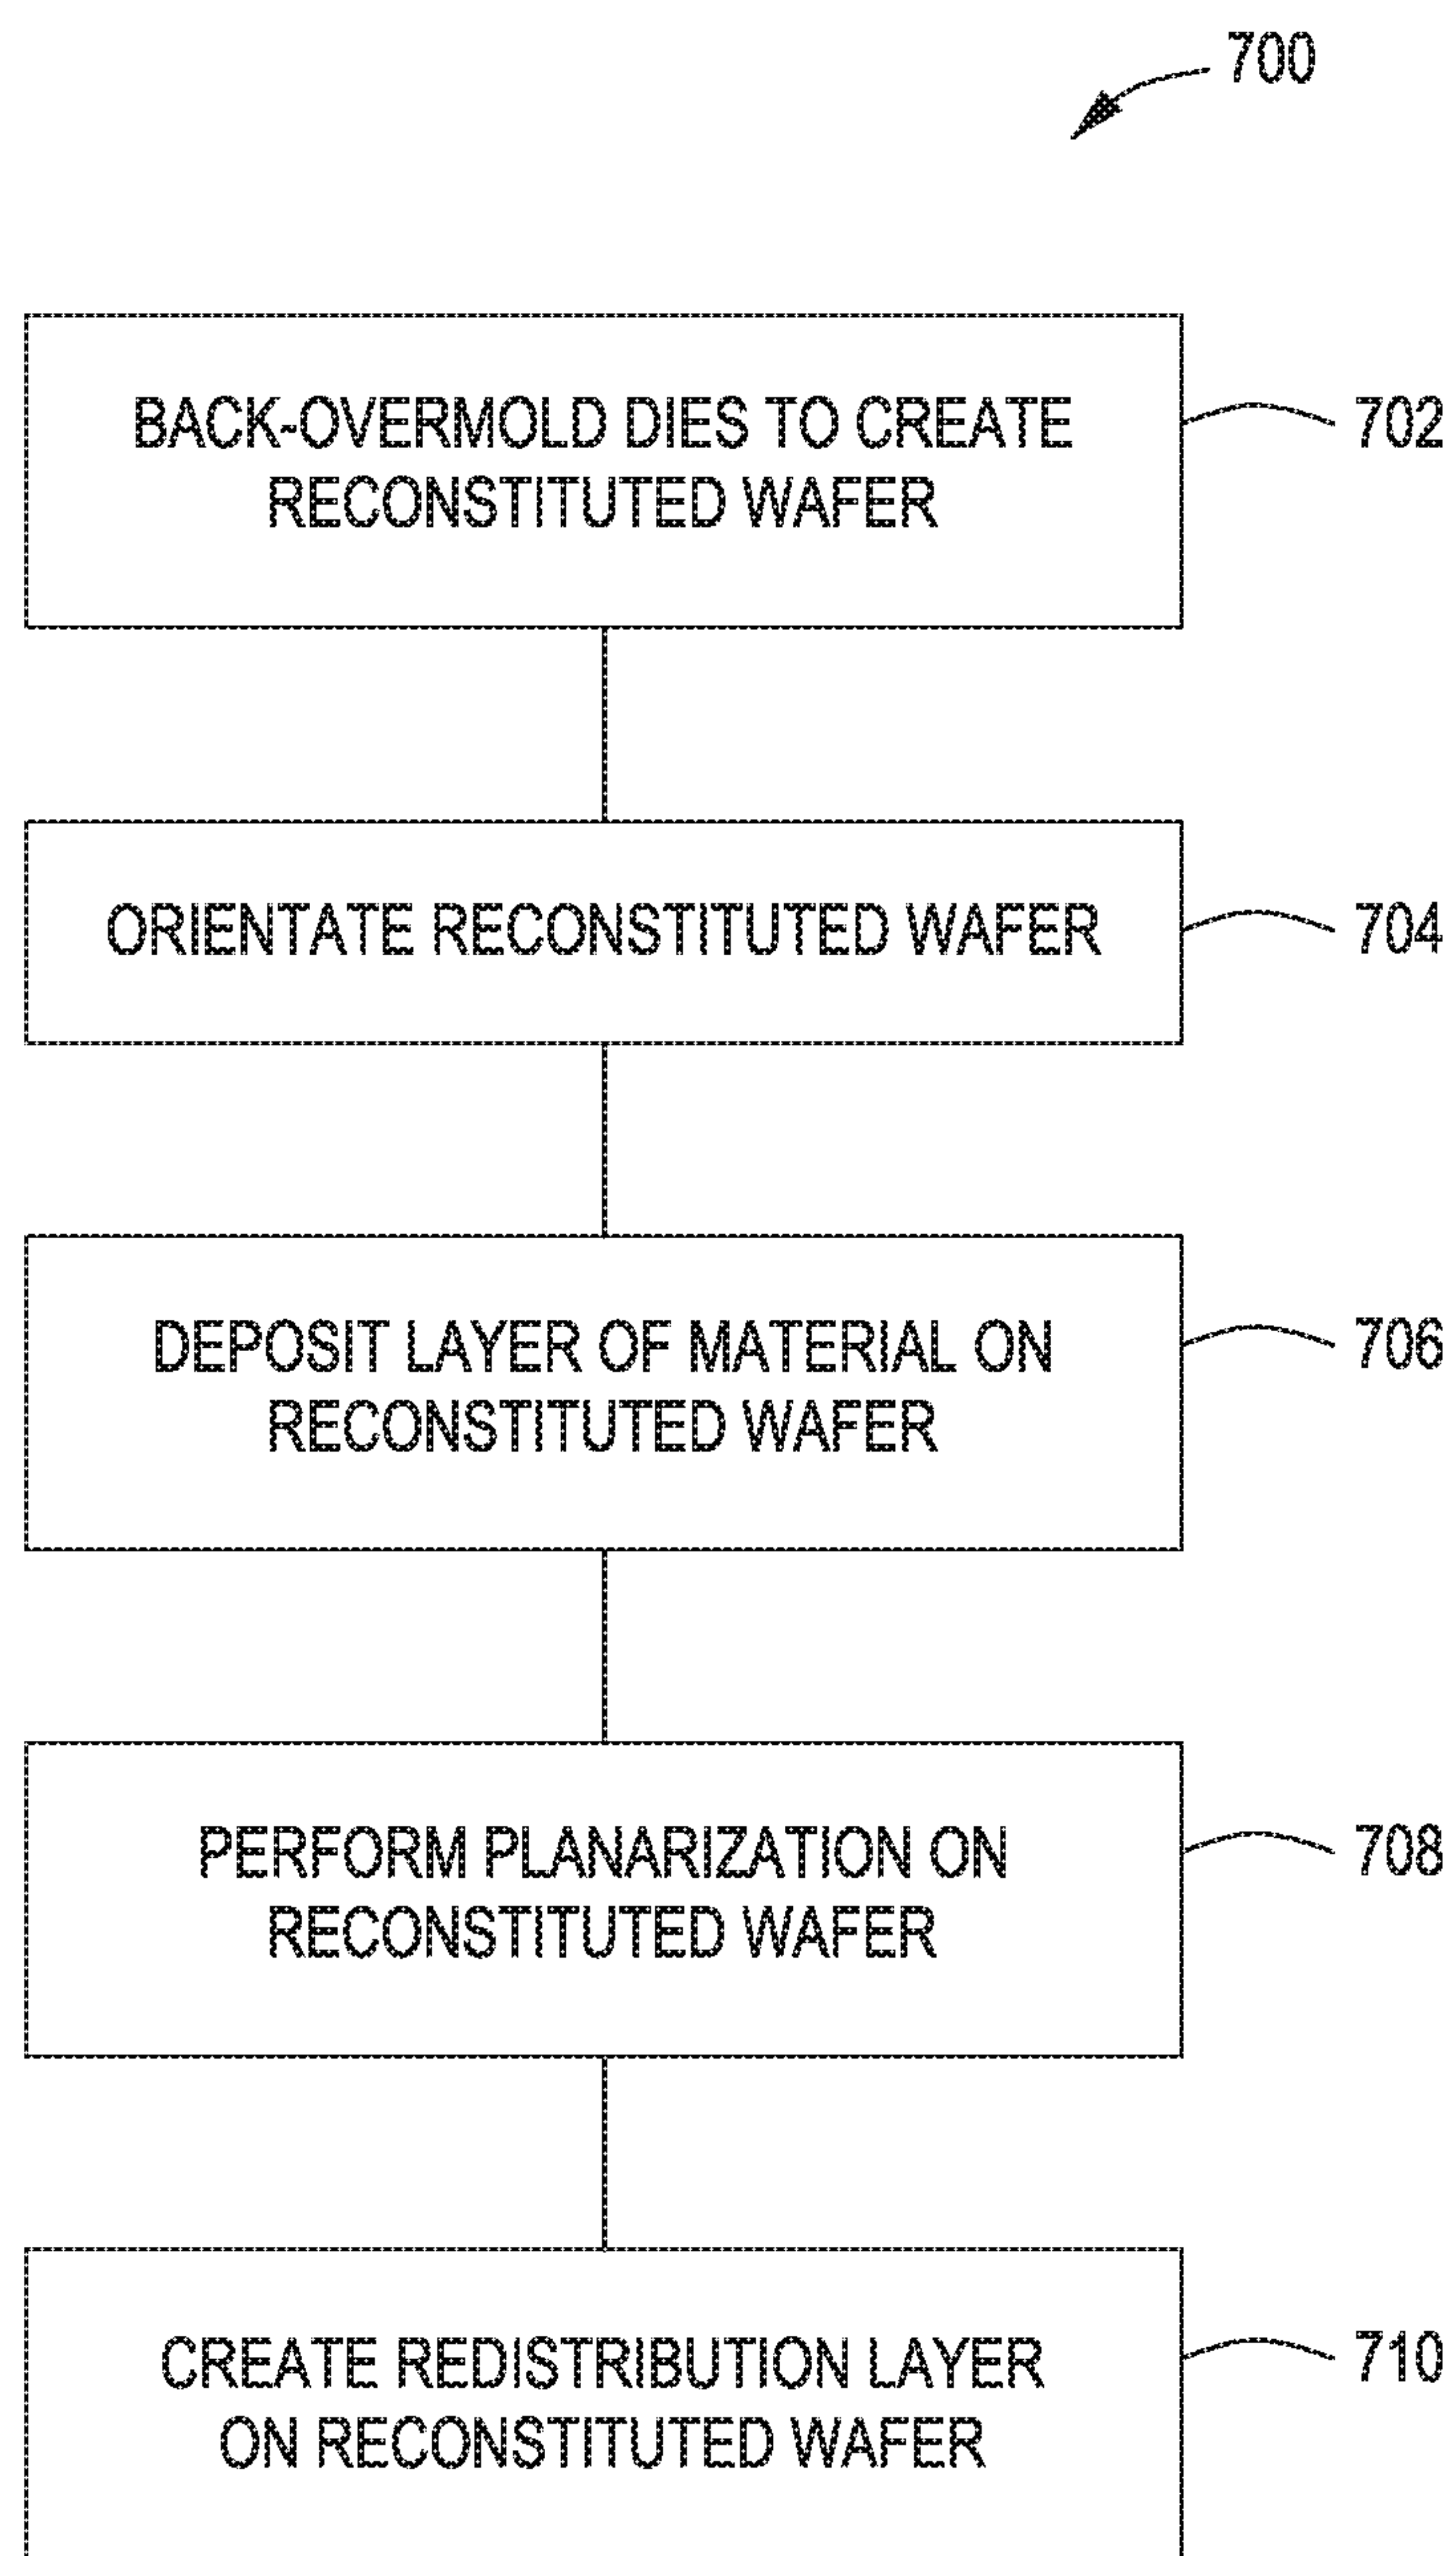 700
BACK-OVERMOLD DIES TO CREATE
RECONSTITUTED WAFER
702
ORIENTATE RECONSTITUTED WAFER
704
DEPOSIT LAYER OF MATERIAL ON
RECONSTITUTED WAFER
706
PERFORM PLANARIZATION ON
RECONSTITUTED WAFER
708
CREATE REDISTRIBUTION LAYER
ON RECONSTITUTED WAFER
710